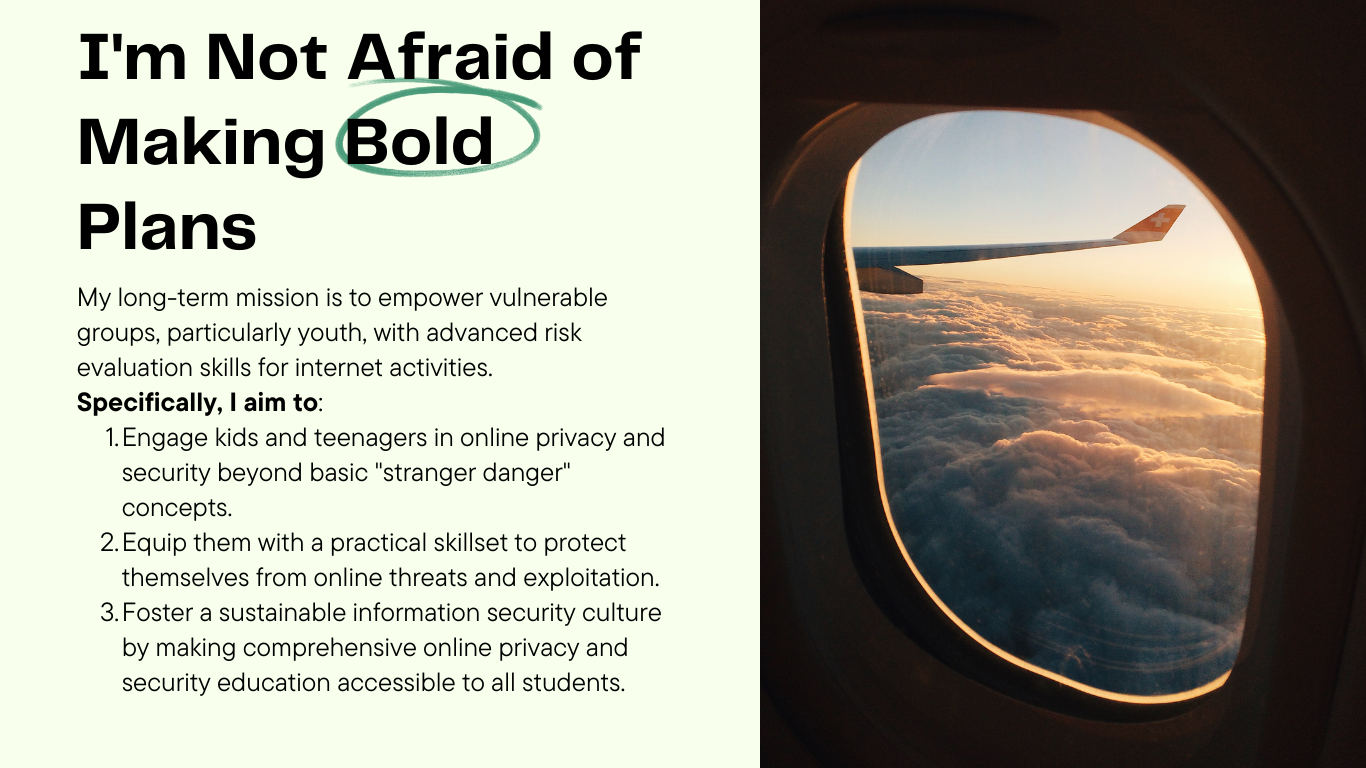 I'm Not Afraid of
Making Bold
Plans
My long-term mission is to empower vulnerable
groups, particularly youth, with advanced risk
evaluation skills for internet activities.
Specifically, I aim to:
1. Engage kids and teenagers in online privacy and
security beyond basic "stranger danger"
concepts.
2. Equip them with a practical skillset to protect
themselves from online threats and exploitation.
3. Foster a sustainable information security culture
by making comprehensive online privacy and
security education accessible to all students.